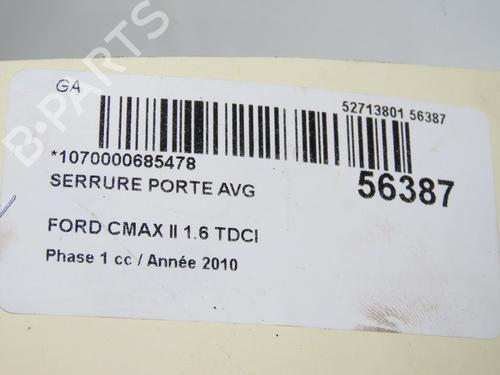 GA
52713801 56387
*1070000685478
56387
SERRURE PORTE AVG
FORD CMAX II 1.6 TDCI
Phase 1 cc / Année 2010
B-PARTS